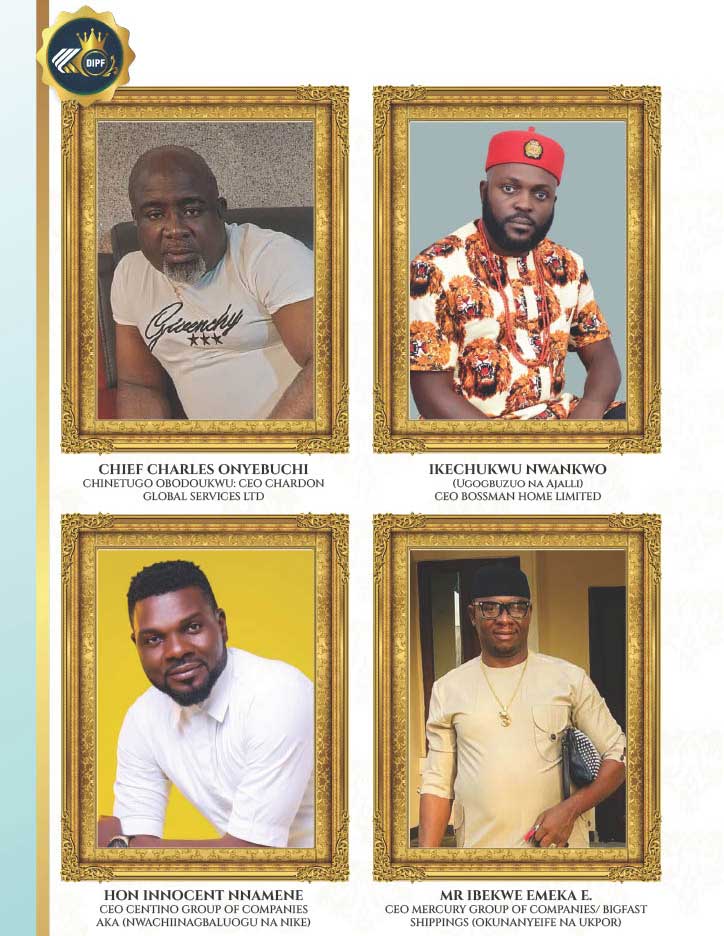 DIPF
Givenchy
CHIEF CHARLES ONYEBUCHI
CHINETUGO OBODOUKWU: CEO CHARDON
GLOBAL SERVICES LTD
IKECHUKWU NWANKWO
(UGOGBUZUO NA AJALLI)
CEO BOSSMAN HOME LIMITED
HON INNOCENT NNAMENE
CEO CENTINO GROUP OF COMPANIES
AKA (NWACHIINAGBALUOGU NA NIKE)
MR IBEKWE EMEKA E.
CEO MERCURY GROUP OF COMPANIES/ BIGFAST
SHIPPINGS (OKUNANYEIFE NA UKPOR)